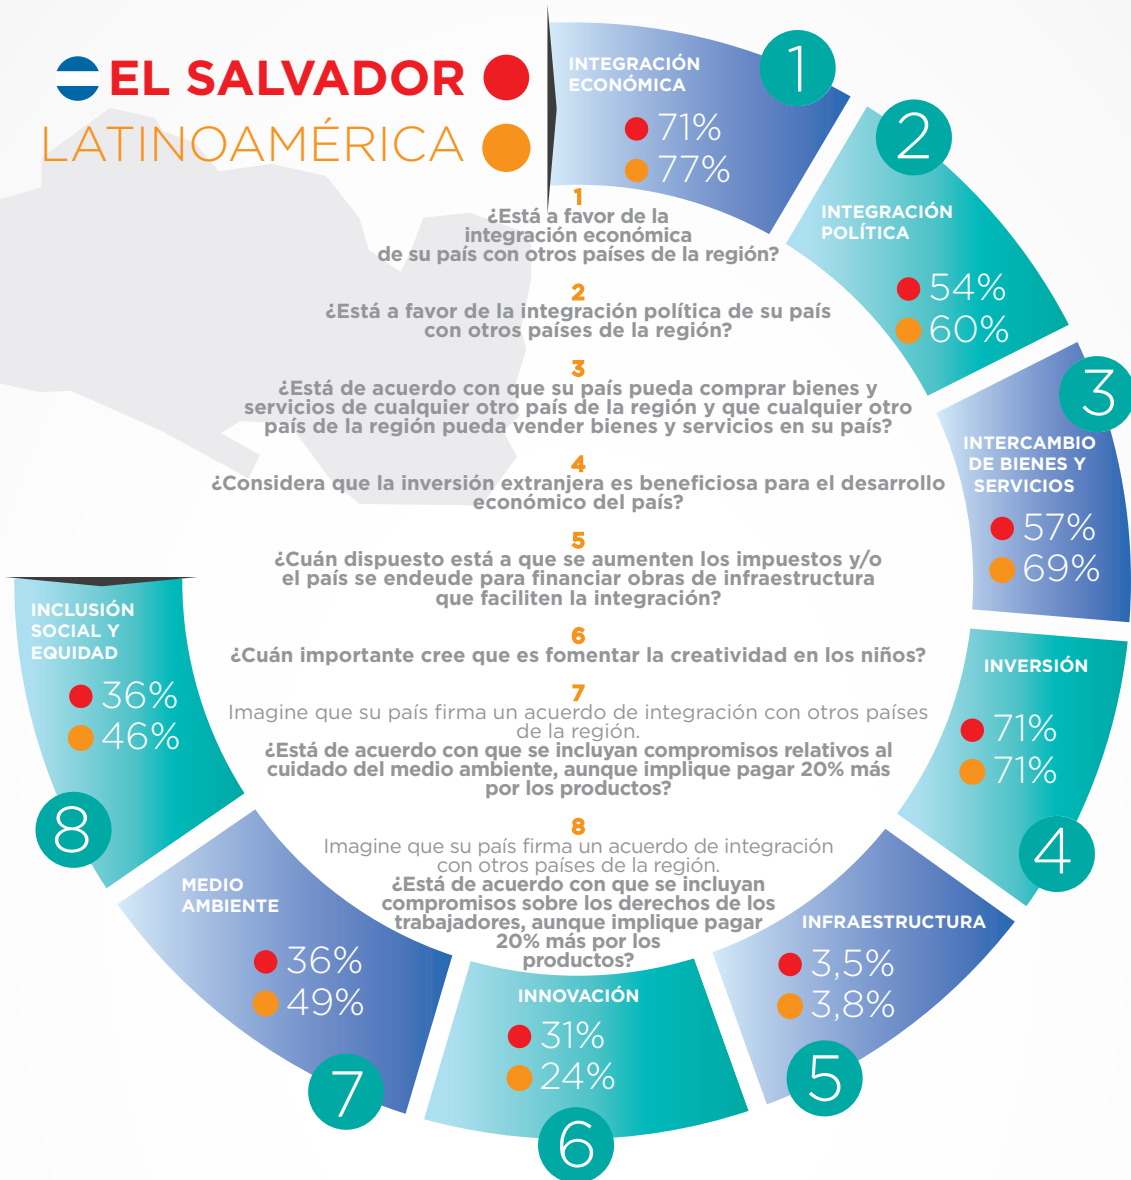 EL SALVADOR
LATINOAMÉRICA
INTEGRACIÓN
ECONÓMICA
71%
77%
1
2
INTEGRACIÓN
POLÍTICA
54%
60%
3
INTERCAMBIO
DE BIENES Y
SERVICIOS
57%
69%
INVERSIÓN
71%
71%
4
INFRAESTRUCTURA
3,5%
3,8%
5
INNOVACIÓN
31%
24%
6
MEDIO
AMBIENTE
36%
49%
7
INCLUSIÓN
SOCIAL Y
EQUIDAD
36%
46%
8
1
¿Está a favor de la
integración económica
de su país con otros países de la región?
2
¿Está a favor de la integración política de su país
con otros países de la región?
3
¿Está de acuerdo con que su país pueda comprar bienes y
servicios de cualquier otro país de la región y que cualquier otro
país de la región pueda vender bienes y servicios en su país?
4
¿Considera que la inversión extranjera es beneficiosa para el desarrollo
económico del país?
5
¿Cuán dispuesto está a que se aumenten los impuestos y/o
el país se endeude para financiar obras de infraestructura
que faciliten la integración?
6
¿Cuán importante cree que es fomentar la creatividad en los niños?
7
Imagine que su país firma un acuerdo de integración con otros países
de la región.
¿Está de acuerdo con que se incluyan compromisos relativos al
cuidado del medio ambiente, aunque implique pagar 20% más
por los productos?
8
Imagine que su país firma un acuerdo de integración
con otros países de la región.
¿Está de acuerdo con que se incluyan
compromisos sobre los derechos de los
trabajadores, aunque implique pagar
20% más por los
productos?